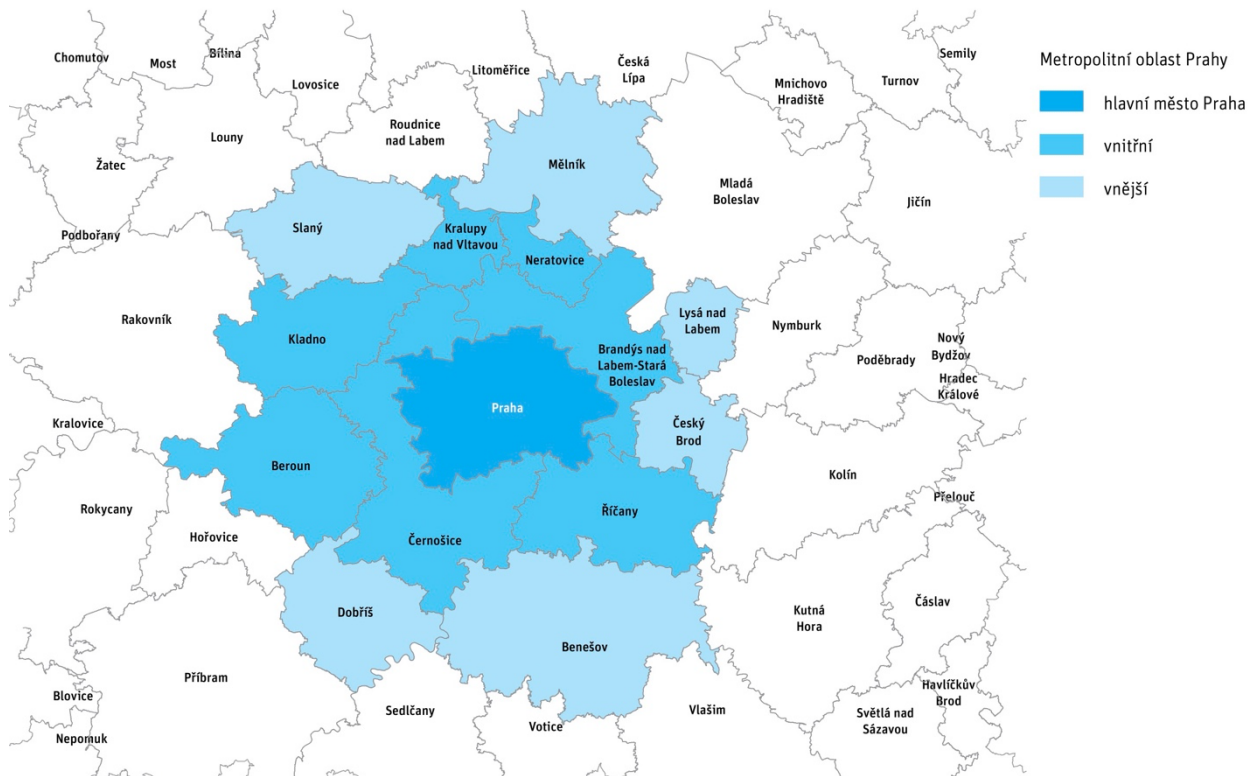 Chomutov
Most
Bílina
Lovosice
Litoměřice
Česká
Lípa
Mnichovo
Hradiště
Turnov
Semily
Metropolitní oblast Prahy
hlavní město Praha
vnitřní
vnější
Žatec
Louny
Roudnice
nad Labem
Mělník
Mladá
Boleslav
Jičín
Podbořany
Slaný
Kralupy
nad Vltavou
Neratovice
Rakovník
Kladno
Brandýs nad
Labem-Stará
Boleslav
Lysá nad
Labem
Nymburk
Poděbrady
Nový
Bydžov
Hradec
Králové
Praha
Kralovice
Beroun
Český
Brod
Kolín
Rokycany
Hořovice
Černošice
Říčany
Přelouč
Dobříš
Benešov
Kutná
Hora
Čáslav
Příbram
Blovice
Nepomuk
Sedlčany
Votice
Vlašim
Světlá nad
Sázavou
Havlíčkův
Brod